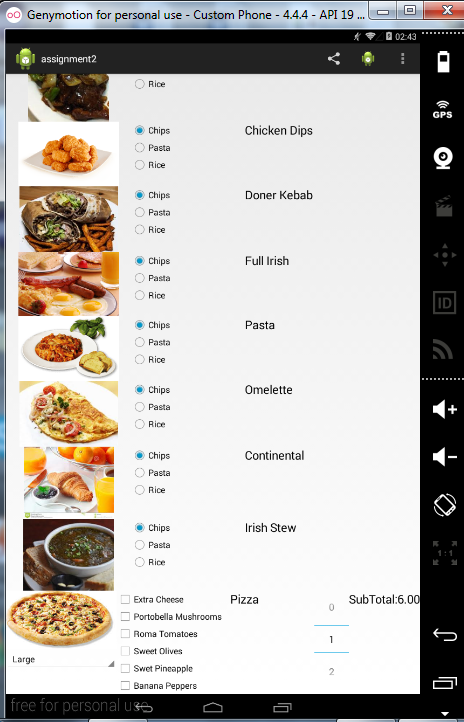 Genymotion for personal use - Custom Phone - 4.4.4 - API 19 ...
02:43
assignment2
Rice
Chips Chicken Dips
Pasta
Rice
Chips Doner Kebab
Pasta
Rice
Chips Full Irish
Pasta
Rice
Chips Pasta
Pasta
Rice
Chips Omelette
Pasta
Rice
Chips Continental
Pasta
Rice
Chips Irish Stew
Pasta
Rice
Extra Cheese Pizza 0 SubTotal:6.00
Portobella Mushrooms
Roma Tomatoes 1
Sweet Olives
Large
Swet Pineapple 2
Banana Peppers
free for personal use
GPS
ID
1:1